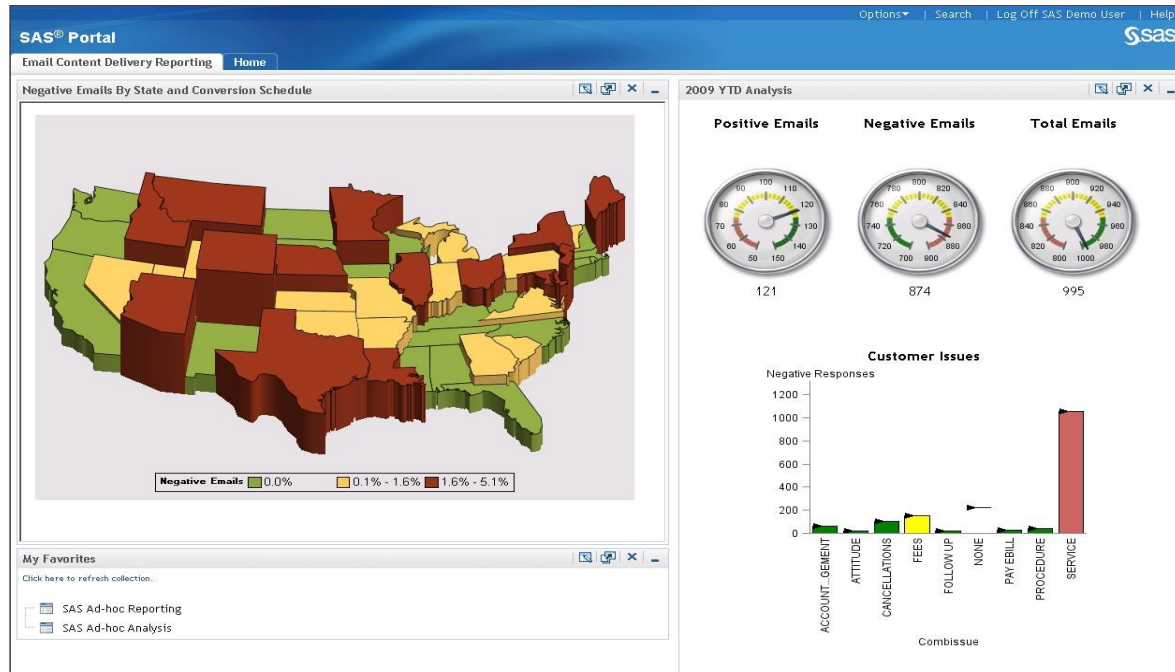 Options | Search | Log Off SAS Demo User | Help
SAS® Portal
sas
Email Content Delivery Reporting Home
Negative Emails By State and Conversion Schedule
Negative Emails 0.0% 0.1% - 1.6% 1.6% - 5.1%
My Favorites
Click here to refresh collection.
SAS Ad-hoc Reporting
SAS Ad-hoc Analysis
2009 YTD Analysis
Positive Emails Negative Emails Total Emails
50 60 70 80 90 100 110 120 130 140 150
700 720 740 760 780 800 820 840 860 880 900
800 820 840 860 880 900 920 940 960 980 1000
121 874 995
Customer Issues
Negative Responses
1200
1000
800
600
400
200
0
ACCOUNT...GEMENT
ATTITUDE
CANCELLATIONS
FEES
FOLLOW UP
NONE
PAY EBILL
PROCEDURE
SERVICE
Combissue